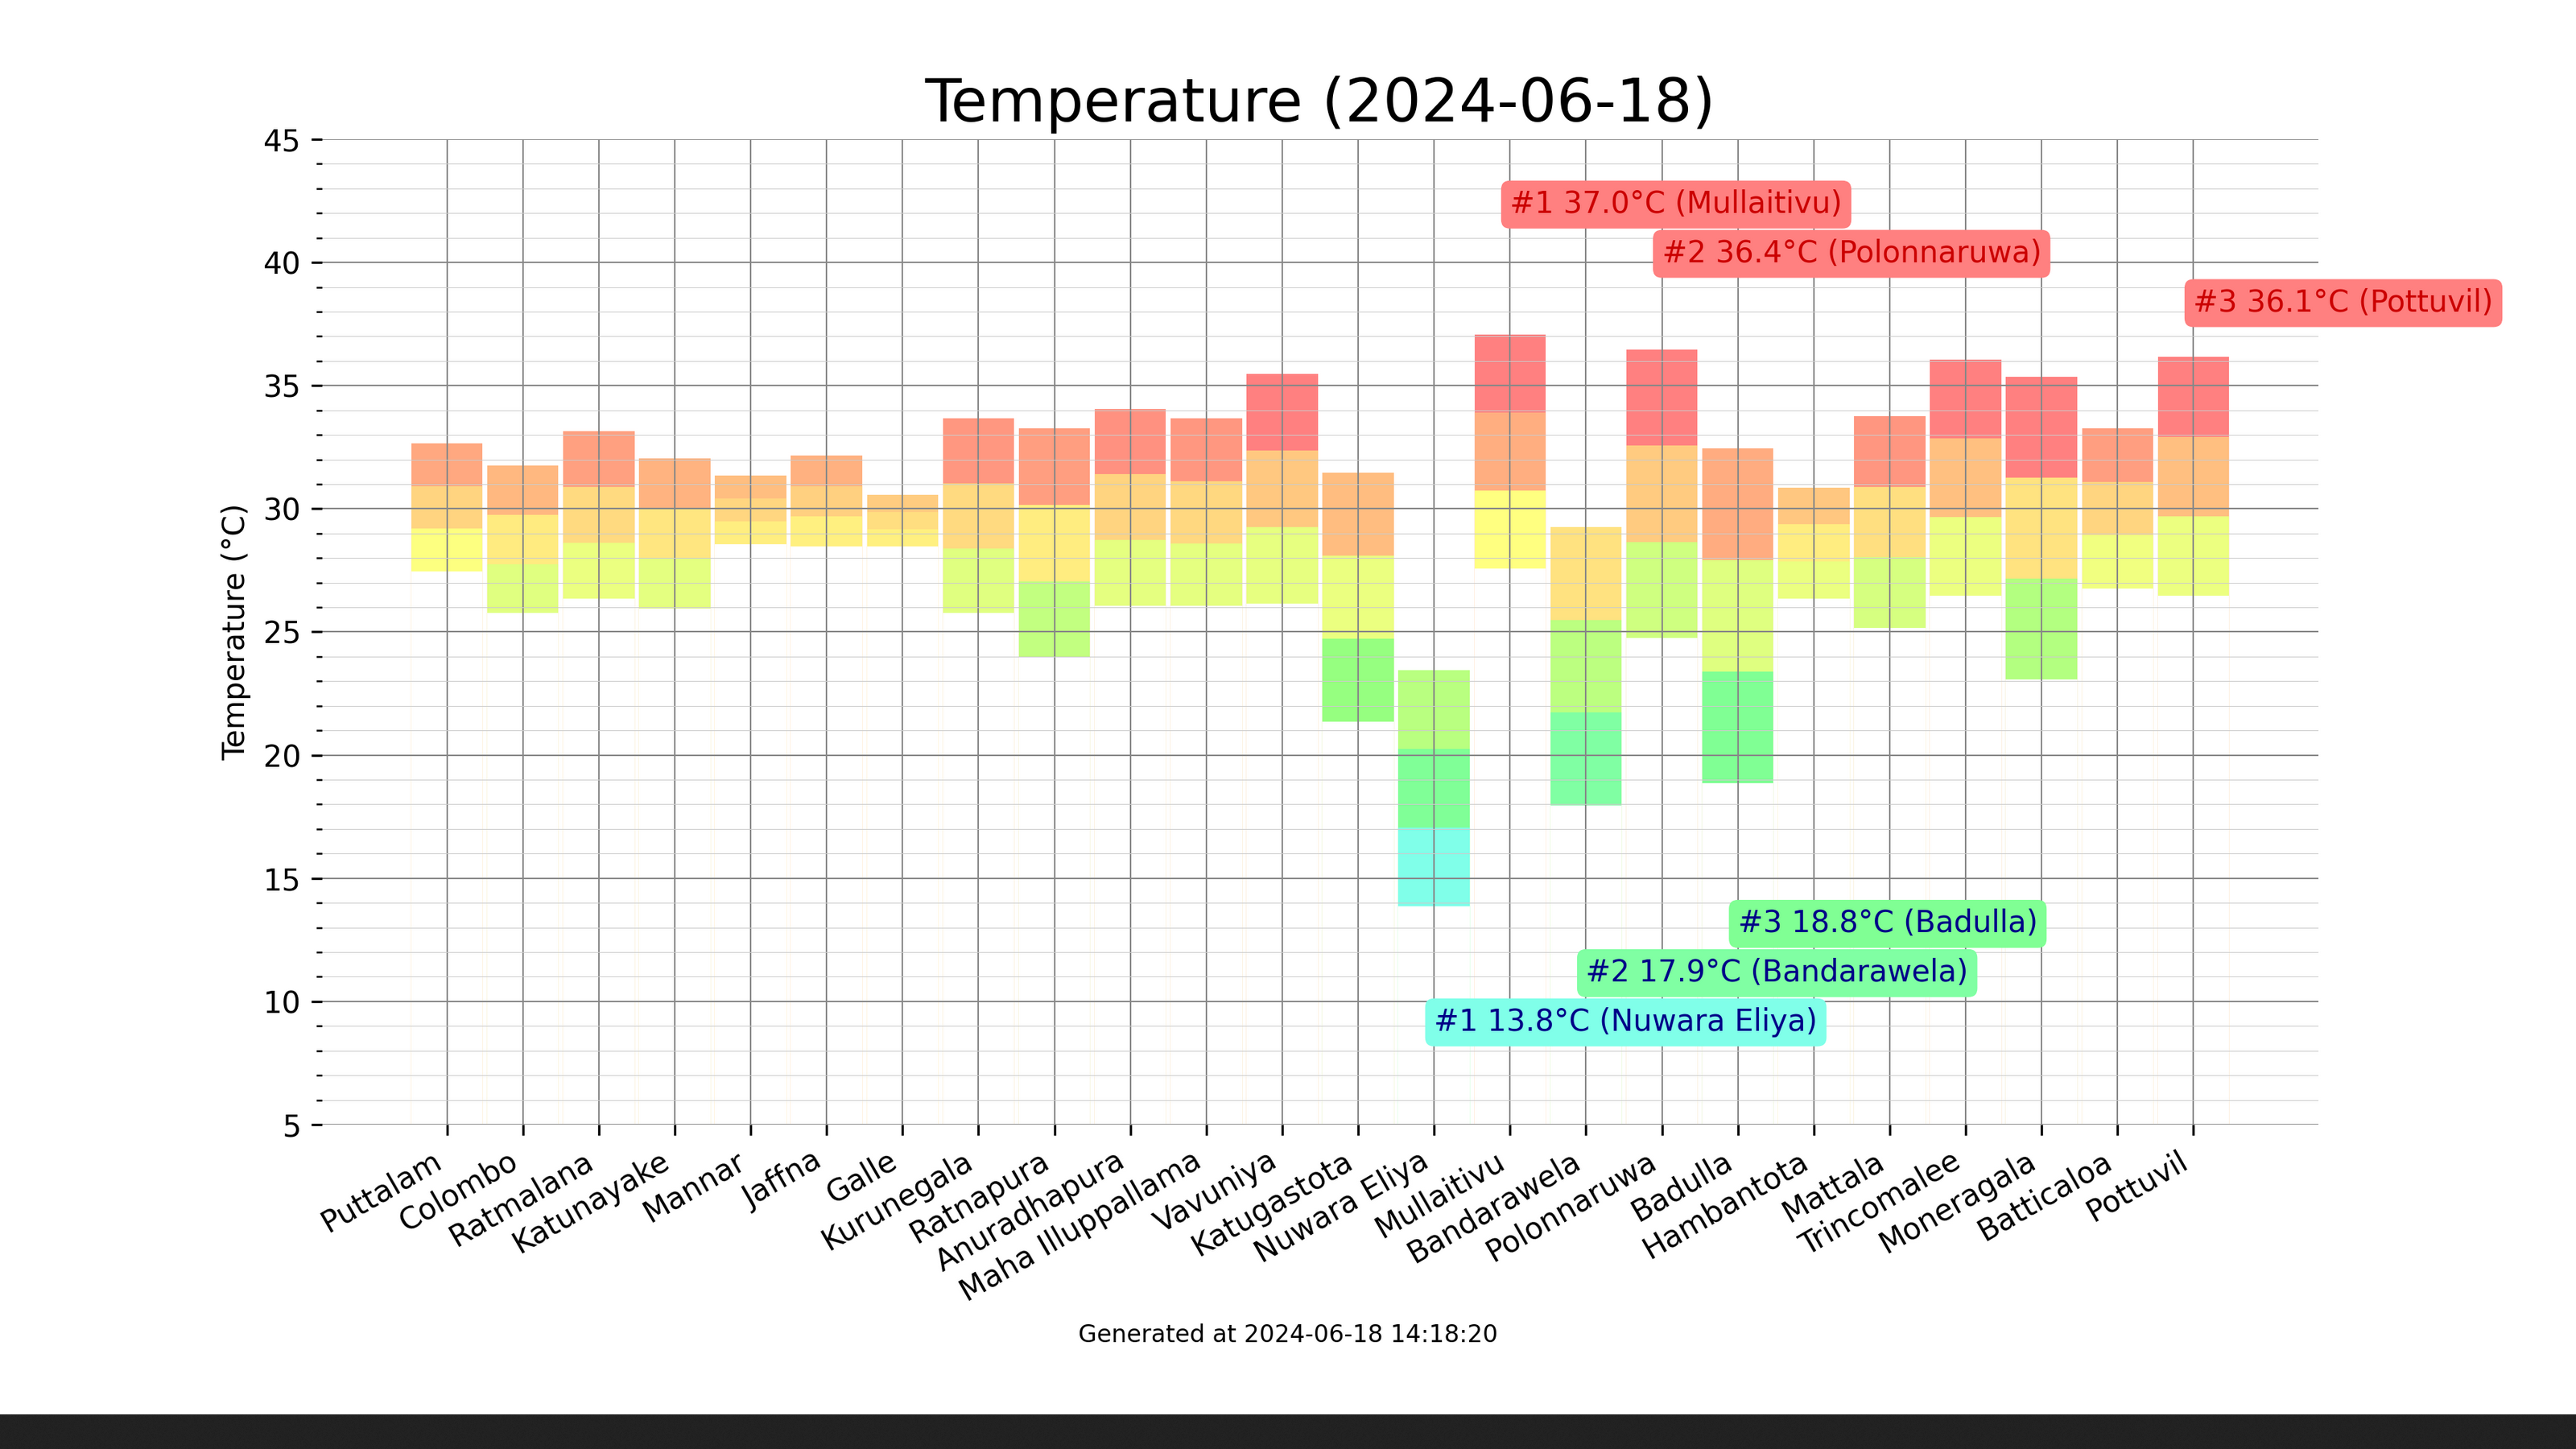 Temperature (2024-06-18)
45
40
35
30
25
20
15
10
5
Temperature (°C)
#1 37.0°C (Mullaitivu)
#2 36.4°C (Polonnaruwa)
#3 36.1°C (Pottuvil)
#3 18.8°C (Badulla)
#2 17.9°C (Bandarawela)
#1 13.8°C (Nuwara Eliya)
Puttalam
Colombo
Ratmalana
Katunayake
Mannar
Jaffna
Galle
Kurunegala
Ratnapura
Anuradhapura
Maha Illuppallama
Vavuniya
Katugastota
Nuwara Eliya
Mullaitivu
Bandarawela
Polonnaruwa
Badulla
Hambantota
Mattala
Trincomalee
Moneragala
Batticaloa
Pottuvil
Generated at 2024-06-18 14:18:20